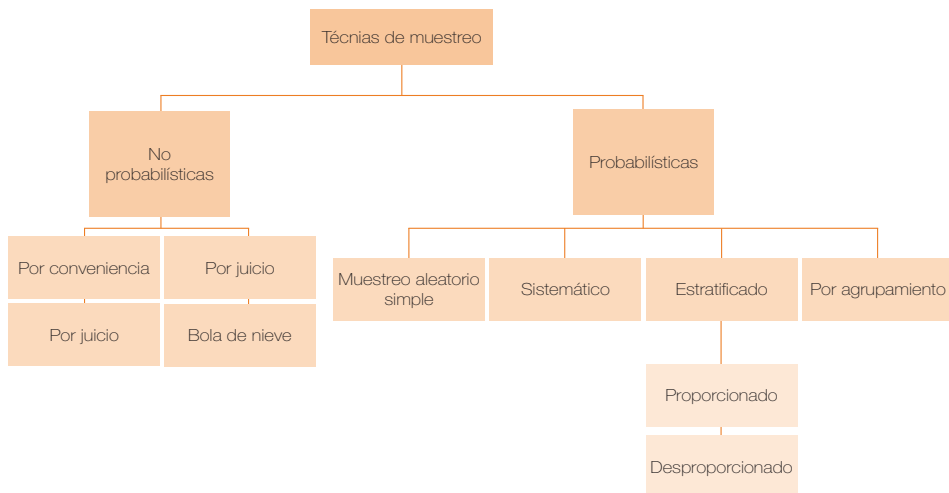 Técnias de muestreo
No
probabilísticas
Probabilísticas
Por conveniencia
Por juicio
Por juicio
Bola de nieve
Muestreo aleatorio
simple
Sistemático
Estratificado
Por agrupamiento
Proporcionado
Desproporcionado